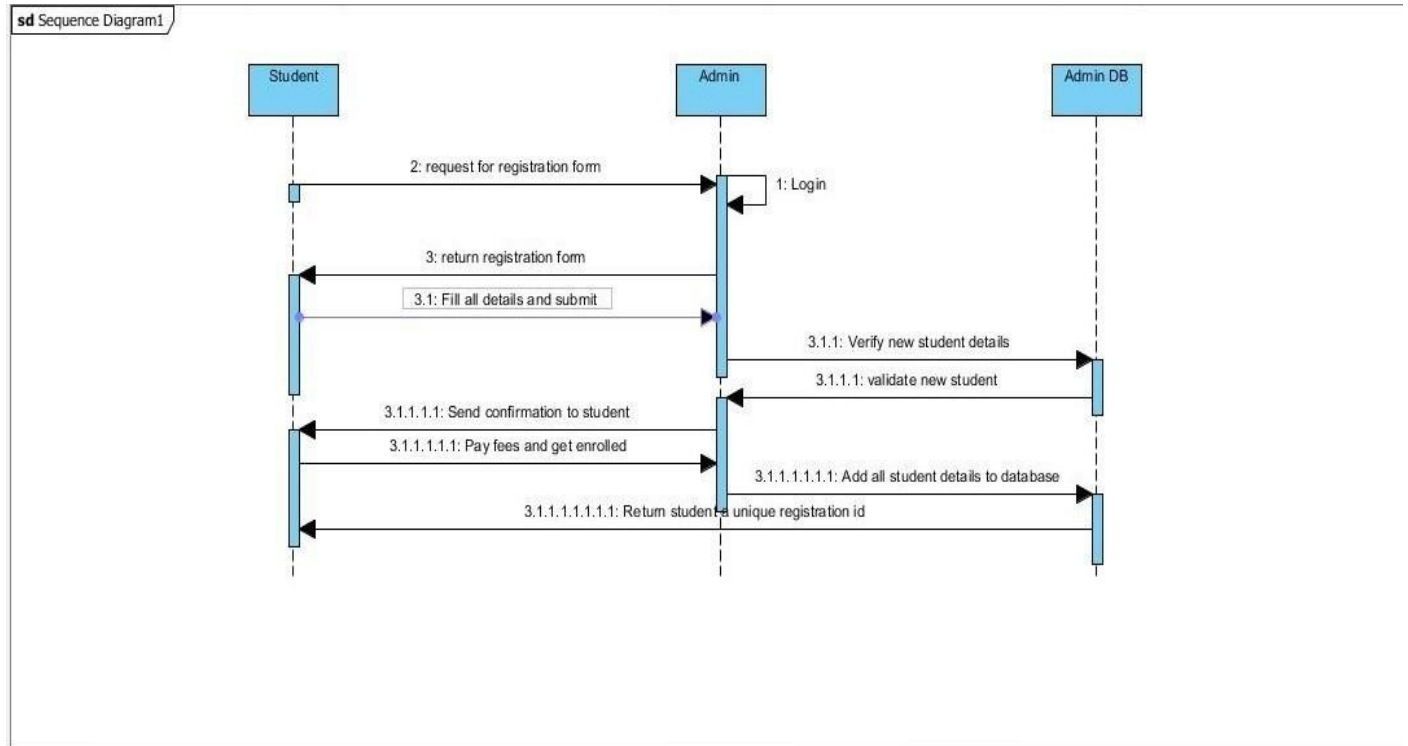 sd Sequence Diagram1
Student
Admin
Admin DB
2: request for registration form
1: Login
3: return registration form
3.1: Fill all details and submit
3.1.1: Verify new student details
3.1.1.1: validate new student
3.1.1.1.1: Send confirmation to student
3.1.1.1.1.1: Pay fees and get enrolled
3.1.1.1.1.1.1: Add all student details to database
3.1.1.1.1.1.1.1: Return student a unique registration id